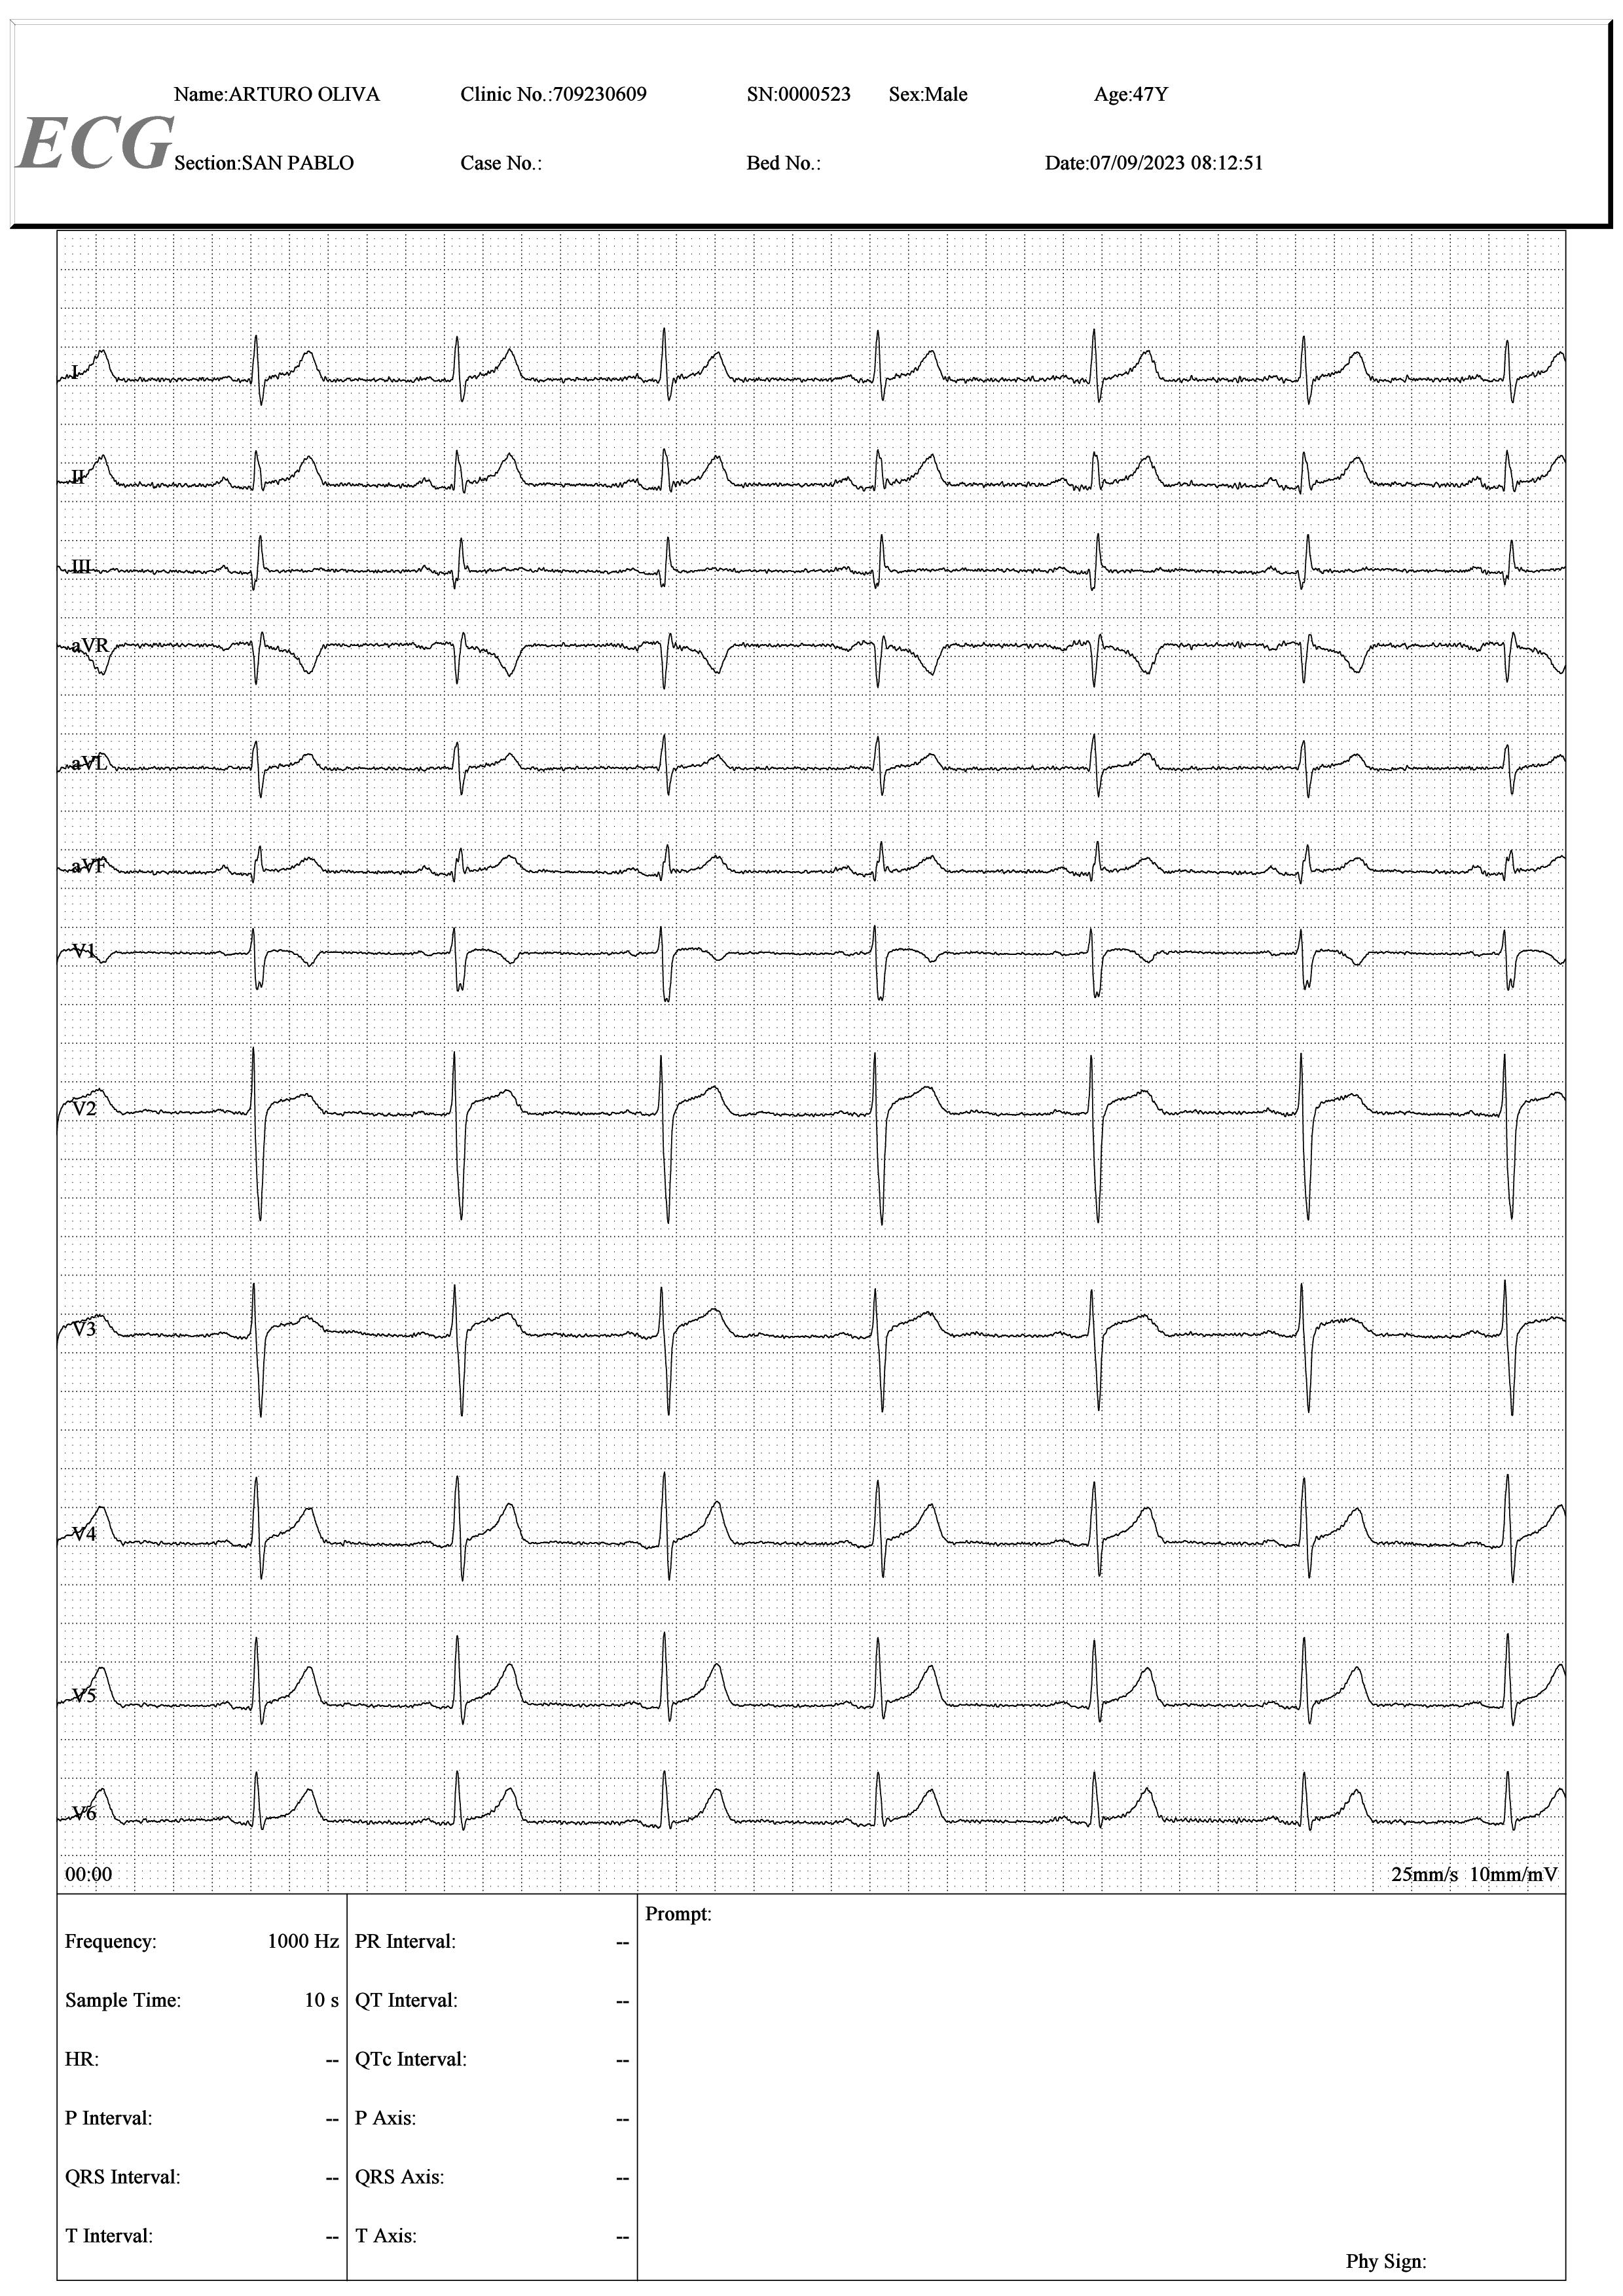 ECG
Name:ARTURO OLIVA Clinic No.:709230609 SN:0000523 Sex:Male Age:47Y
Section:SAN PABLO Case No.: Bed No.: Date:07/09/2023 08:12:51
I
II
III
aVR
aVL
aVF
V1
V2
V3
V4
V5
V6
00:00 25mm/s 10mm/mV
Frequency: 1000 Hz
Sample Time: 10 s
HR: --
P Interval: --
QRS Interval: --
T Interval: --
PR Interval: --
QT Interval: --
QTc Interval: --
P Axis: --
QRS Axis: --
T Axis: --
Prompt:
Phy Sign: